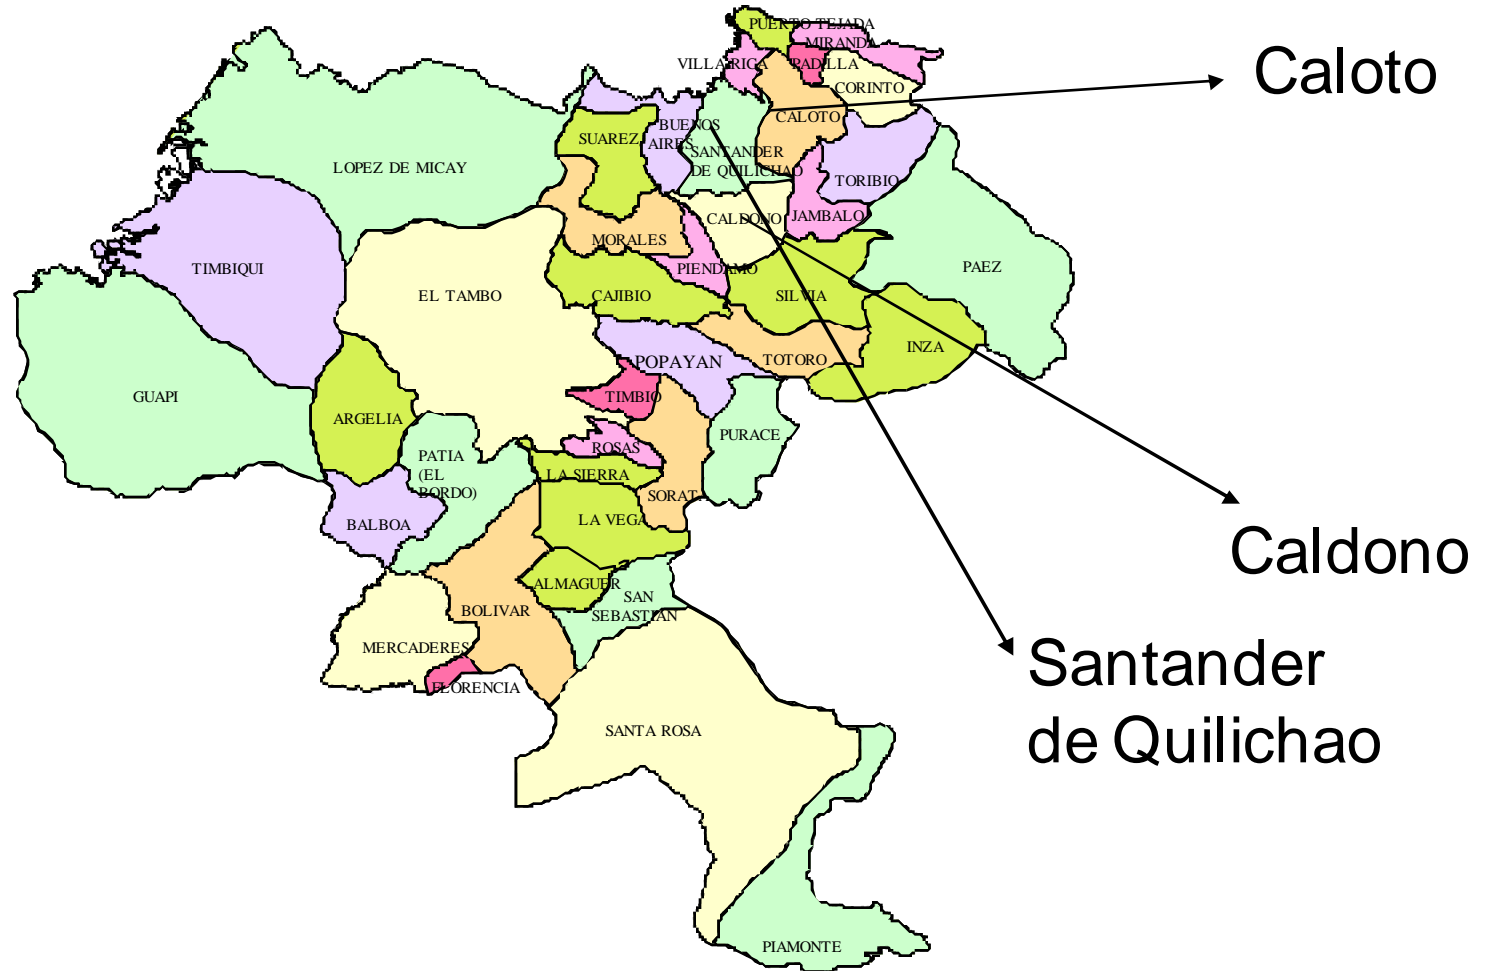 PUERTO TEJADA
MIRANDA
VILLA RICA
PADILLA
CORINTO
Caloto
CALOTO
BUENOS
AIRES
SUAREZ
SANTANDER
DE QUILICHAO
LOPEZ DE MICAY
TORIBIO
JAMBALO
CALDONO
MORALES
TIMBIQUI
PIENDAMO
PAEZ
EL TAMBO
CAJIBIO
SILVIA
INZA
POPAYAN
TOTORO
GUAPI
TIMBIO
ARGELIA
PURACE
ROSAS
PATIA
(EL
BORDO)
LA SIERRA
SORATA
BALBOA
LA VEGA
Caldono
ALMAGUER
SAN
SEBASTIAN
BOLIVAR
MERCADERES
FLORENCIA
Santander
de Quilichao
SANTA ROSA
PIAMONTE